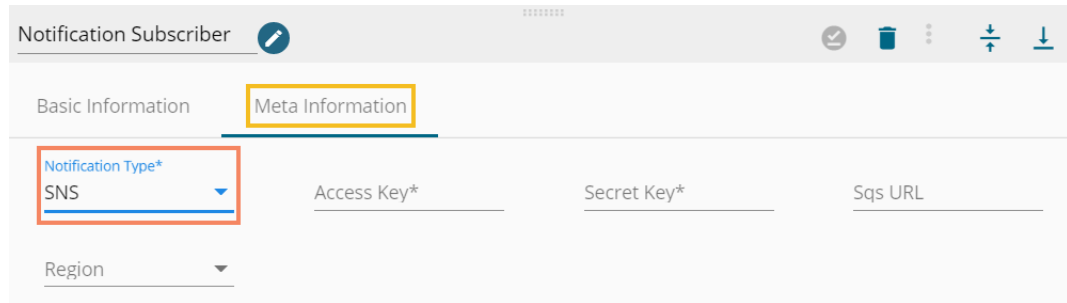 Notification Subscriber
Basic Information
Meta Information
Notification Type*
SNS
Access Key*
Secret Key*
Sqs URL
Region